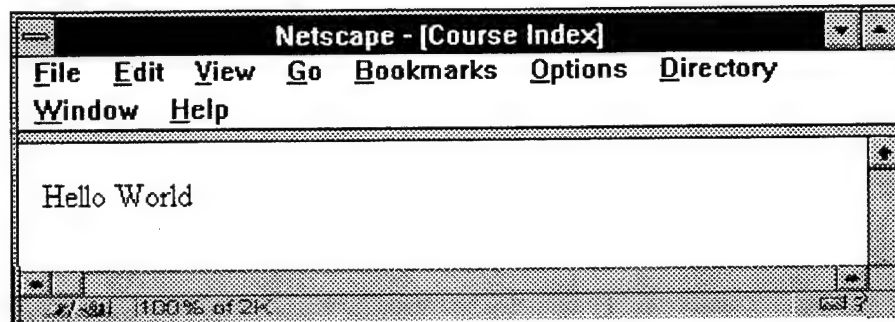 Netscape - [Course Index]
File Edit View Go Bookmarks Options Directory
Window Help
Hello World
100% of 2K
?